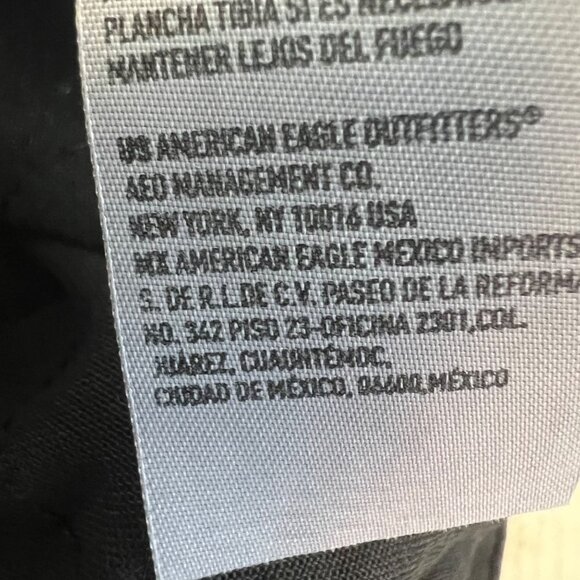 PLANCHA TIBIA SI ES NECESARIO
MANTENER LEJOS DEL FUEGO
US AMERICAN EAGLE OUTFITTERS®
AEO MANAGEMENT CO.
NEW YORK, NY 10016 USA
MX AMERICAN EAGLE MEXICO IMPORTS
S. DE R.L.DE C.V. PASEO DE LA REFORMA
NO. 342 PISO 23-OFICINA 2301,COL.
JUÁREZ, CUAUHTÉMOC,
CIUDAD DE MÉXICO, 06600,MÉXICO